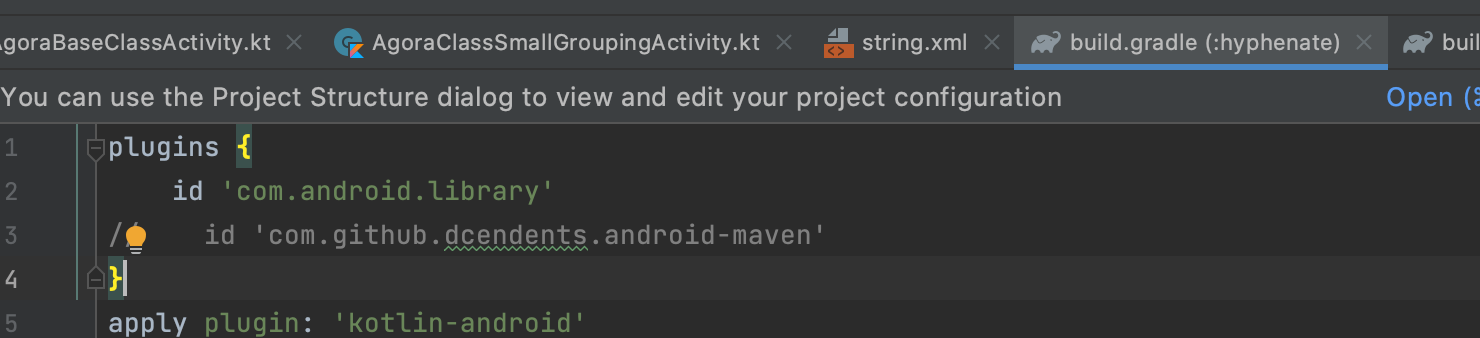 goraBaseClassActivity.kt AgoraClassSmallGroupingActivity.kt string.xml build.gradle (:hyphenate) buil
You can use the Project Structure dialog to view and edit your project configuration Open (⌘
1 plugins {
2 id 'com.android.library'
3 // id 'com.github.dcendents.android-maven'
4 }
5 apply plugin: 'kotlin-android'